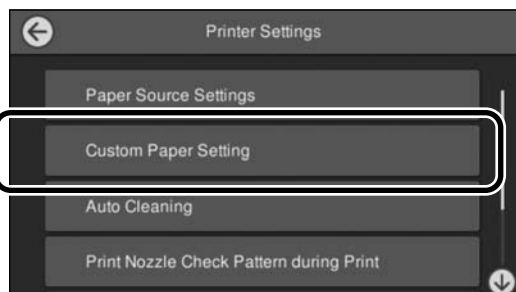 Printer Settings
Paper Source Settings
Custom Paper Setting
Auto Cleaning
Print Nozzle Check Pattern during Print